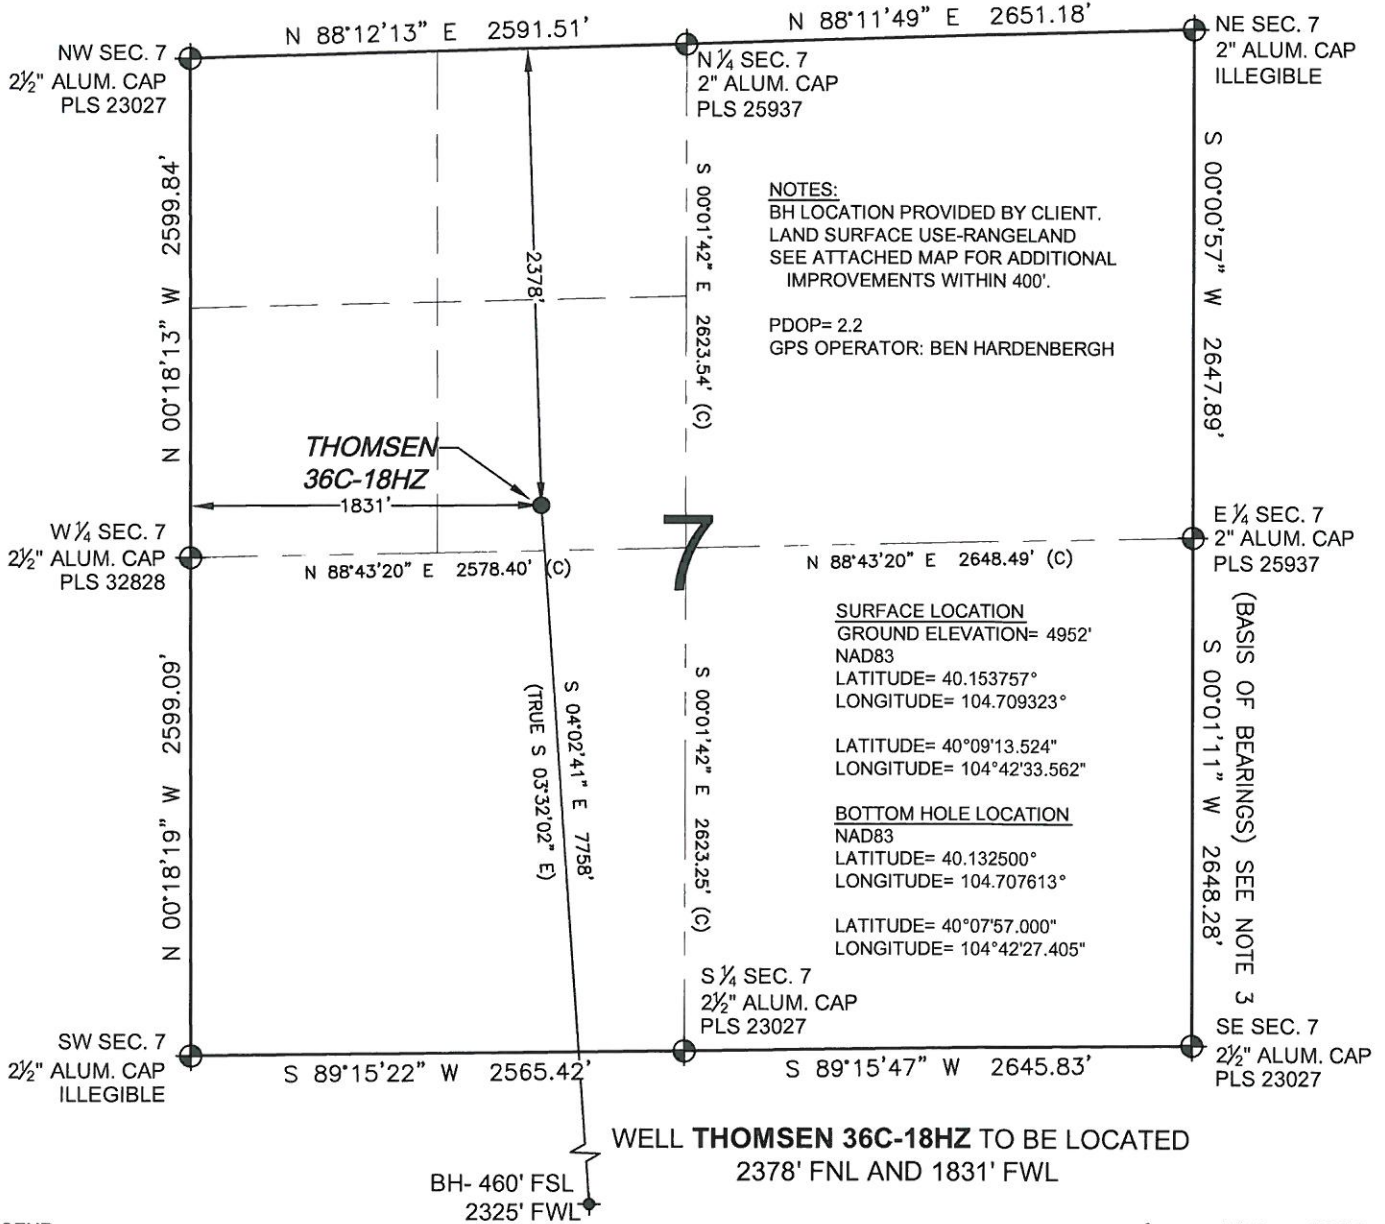 N 88°12'13" E 2591.51'
N 88°11'49" E 2651.18'
NW SEC. 7
2½" ALUM. CAP
PLS 23027
N ¼ SEC. 7
2" ALUM. CAP
PLS 25937
NE SEC. 7
2" ALUM. CAP
ILLEGIBLE
N 00°18'13" W 2599.84'
2378'
S 00°01'42" E 2623.54' (C)
NOTES:
BH LOCATION PROVIDED BY CLIENT.
LAND SURFACE USE-RANGELAND
SEE ATTACHED MAP FOR ADDITIONAL
IMPROVEMENTS WITHIN 400'.
PDOP= 2.2
GPS OPERATOR: BEN HARDENBERGH
S 00°00'57" W 2647.89'
THOMSEN
36C-18HZ
1831'
7
W ¼ SEC. 7
2½" ALUM. CAP
PLS 32828
N 88°43'20" E 2578.40' (C)
N 88°43'20" E 2648.49' (C)
E ¼ SEC. 7
2" ALUM. CAP
PLS 25937
N 00°18'19" W 2599.09'
S 04°02'41" E 7758'
(TRUE S 03°32'02" E)
S 00°01'42" E 2623.25' (C)
SURFACE LOCATION
GROUND ELEVATION= 4952'
NAD83
LATITUDE= 40.153757°
LONGITUDE= 104.709323°
LATITUDE= 40°09'13.524"
LONGITUDE= 104°42'33.562"
BOTTOM HOLE LOCATION
NAD83
LATITUDE= 40.132500°
LONGITUDE= 104.707613°
LATITUDE= 40°07'57.000"
LONGITUDE= 104°42'27.405"
S 00°01'11" W 2648.28'
(BASIS OF BEARINGS) SEE NOTE 3
SW SEC. 7
2½" ALUM. CAP
ILLEGIBLE
S 89°15'22" W 2565.42'
S ¼ SEC. 7
2½" ALUM. CAP
PLS 23027
S 89°15'47" W 2645.83'
SE SEC. 7
2½" ALUM. CAP
PLS 23027
WELL THOMSEN 36C-18HZ TO BE LOCATED
2378' FNL AND 1831' FWL
BH- 460' FSL
2325' FWL